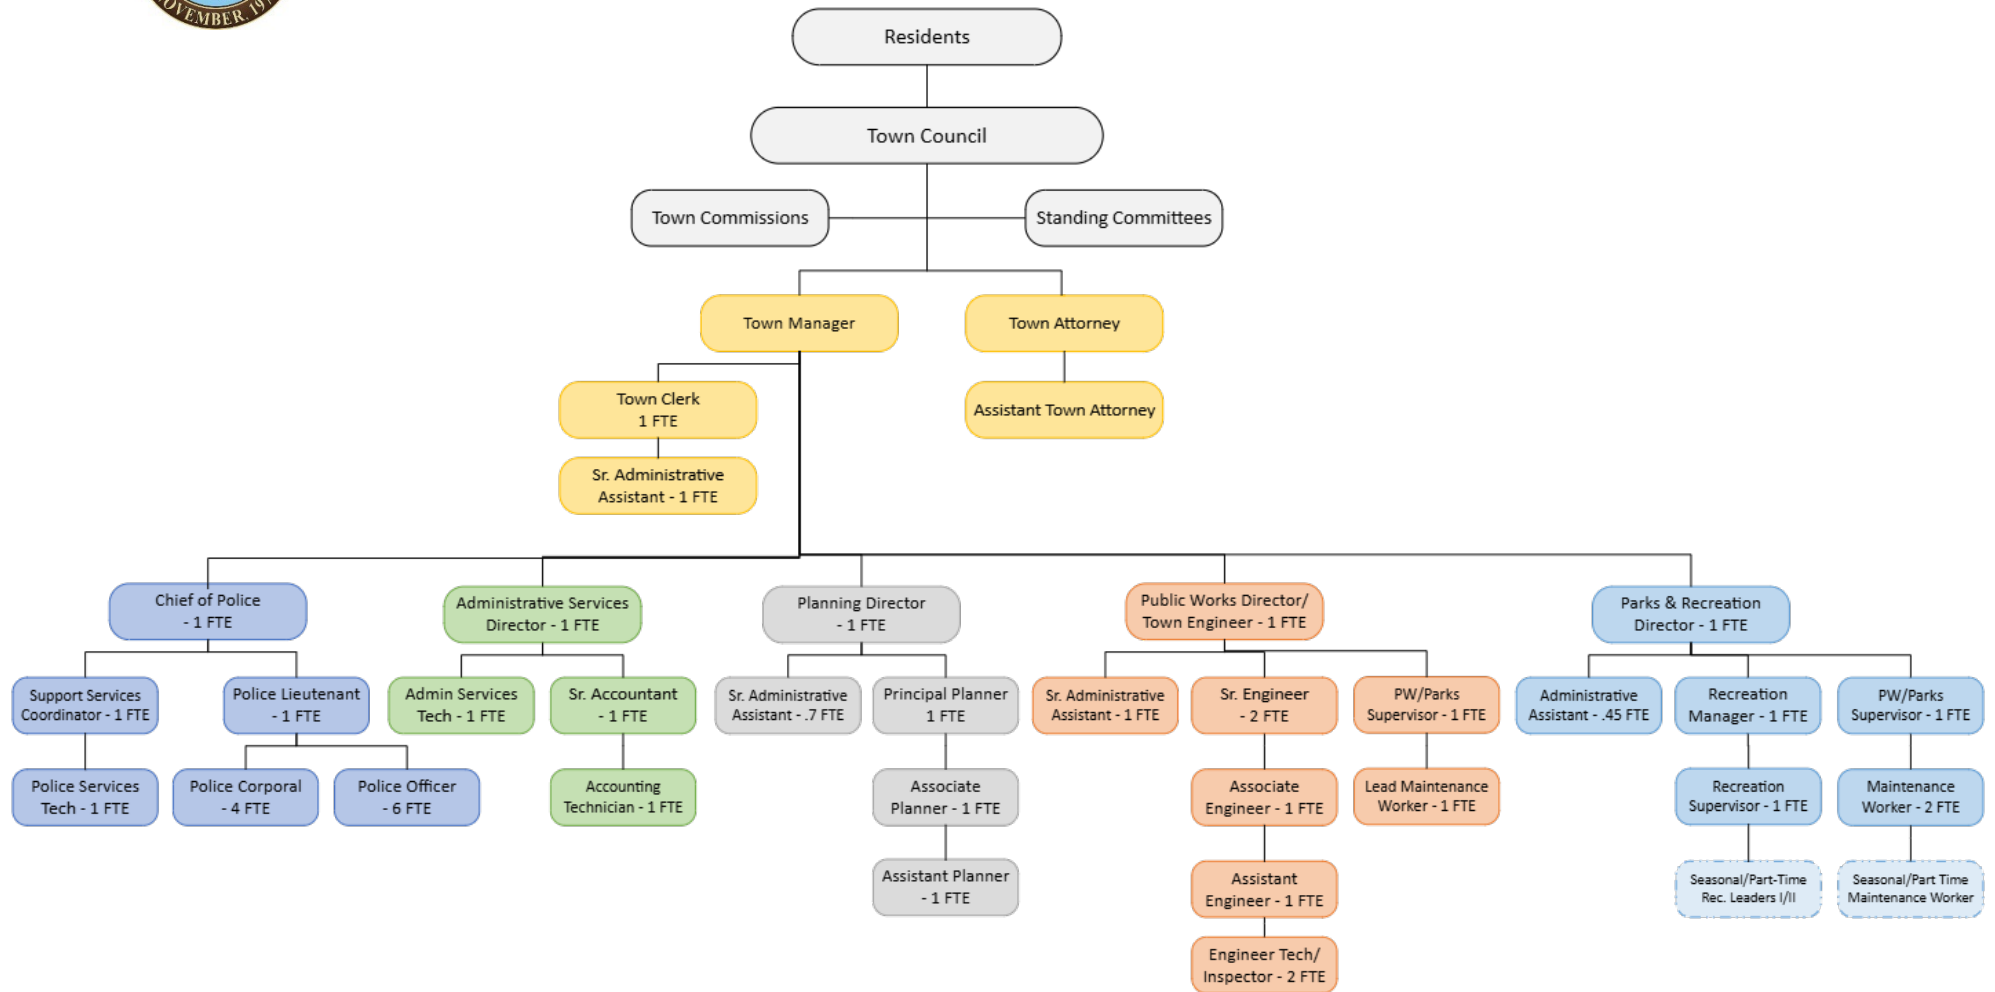 NOVEMBER, 197
Residents
Town Council
Town Commissions
Standing Committees
Town Manager
Town Attorney
Town Clerk
1 FTE
Assistant Town Attorney
Sr. Administrative
Assistant - 1 FTE
Chief of Police
- 1 FTE
Administrative Services
Director - 1 FTE
Planning Director
- 1 FTE
Public Works Director/
Town Engineer - 1 FTE
Parks & Recreation
Director - 1 FTE
Support Services
Coordinator - 1 FTE
Police Lieutenant
- 1 FTE
Admin Services
Tech - 1 FTE
Sr. Accountant
- 1 FTE
Sr. Administrative
Assistant - .7 FTE
Principal Planner
1 FTE
Sr. Administrative
Assistant - 1 FTE
Sr. Engineer
- 2 FTE
PW/Parks
Supervisor - 1 FTE
Administrative
Assistant - .45 FTE
Recreation
Manager - 1 FTE
PW/Parks
Supervisor - 1 FTE
Police Services
Tech - 1 FTE
Police Corporal
- 4 FTE
Police Officer
- 6 FTE
Accounting
Technician - 1 FTE
Associate
Planner - 1 FTE
Associate
Engineer - 1 FTE
Lead Maintenance
Worker - 1 FTE
Recreation
Supervisor - 1 FTE
Maintenance
Worker - 2 FTE
Assistant Planner
- 1 FTE
Assistant
Engineer - 1 FTE
Seasonal/Part-Time
Rec. Leaders I/II
Seasonal/Part Time
Maintenance Worker
Engineer Tech/
Inspector - 2 FTE